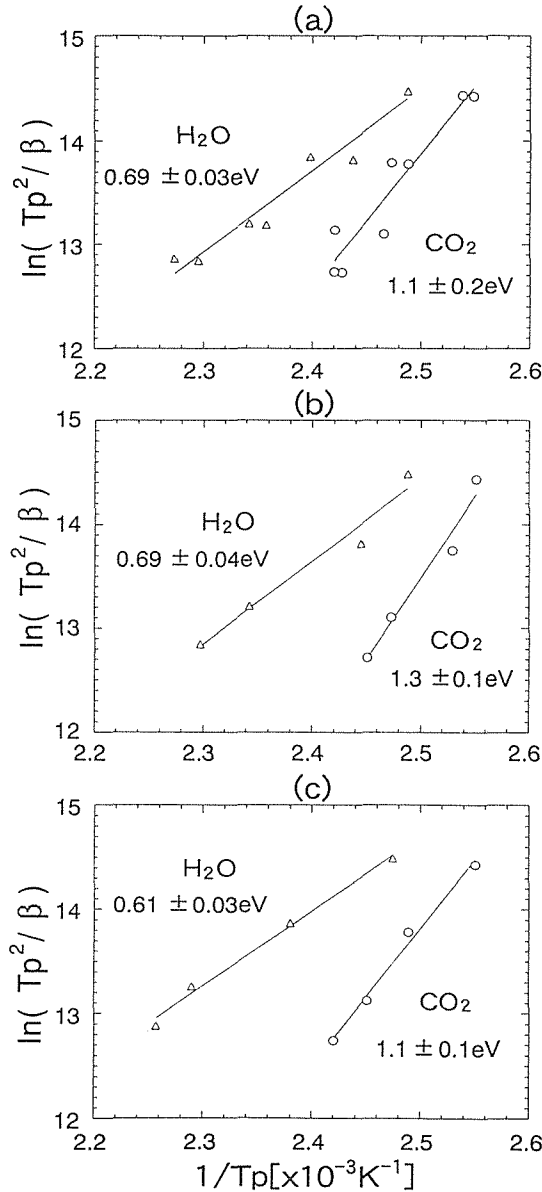 (a)
15
14
13
12
ln( Tp²/ β )
H₂O
0.69 ±0.03eV
CO₂
1.1 ±0.2eV
2.2 2.3 2.4 2.5 2.6
(b)
15
14
13
12
ln( Tp²/ β )
H₂O
0.69 ±0.04eV
CO₂
1.3 ±0.1eV
2.2 2.3 2.4 2.5 2.6
(c)
15
14
13
12
ln( Tp²/ β )
H₂O
0.61 ±0.03eV
CO₂
1.1 ±0.1eV
2.2 2.3 2.4 2.5 2.6
1/Tp[x10⁻³K⁻¹]